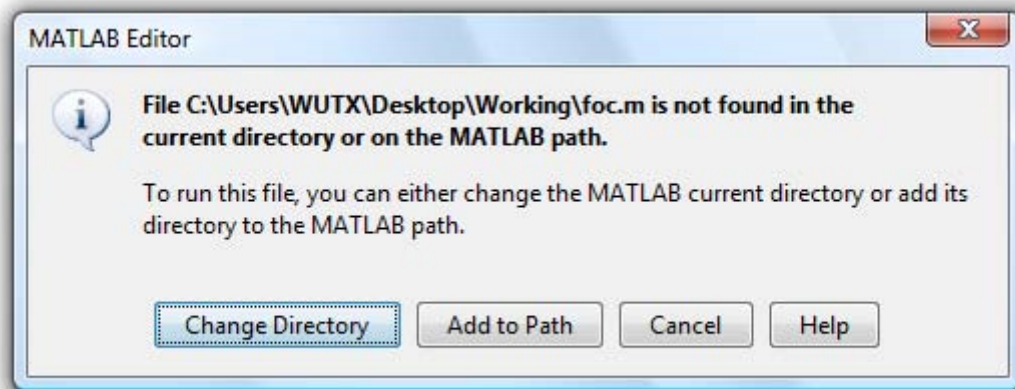 MATLAB Editor
File C:\Users\WUTX\Desktop\Working\foc.m is not found in the
current directory or on the MATLAB path.
To run this file, you can either change the MATLAB current directory or add its
directory to the MATLAB path.
Change Directory Add to Path Cancel Help